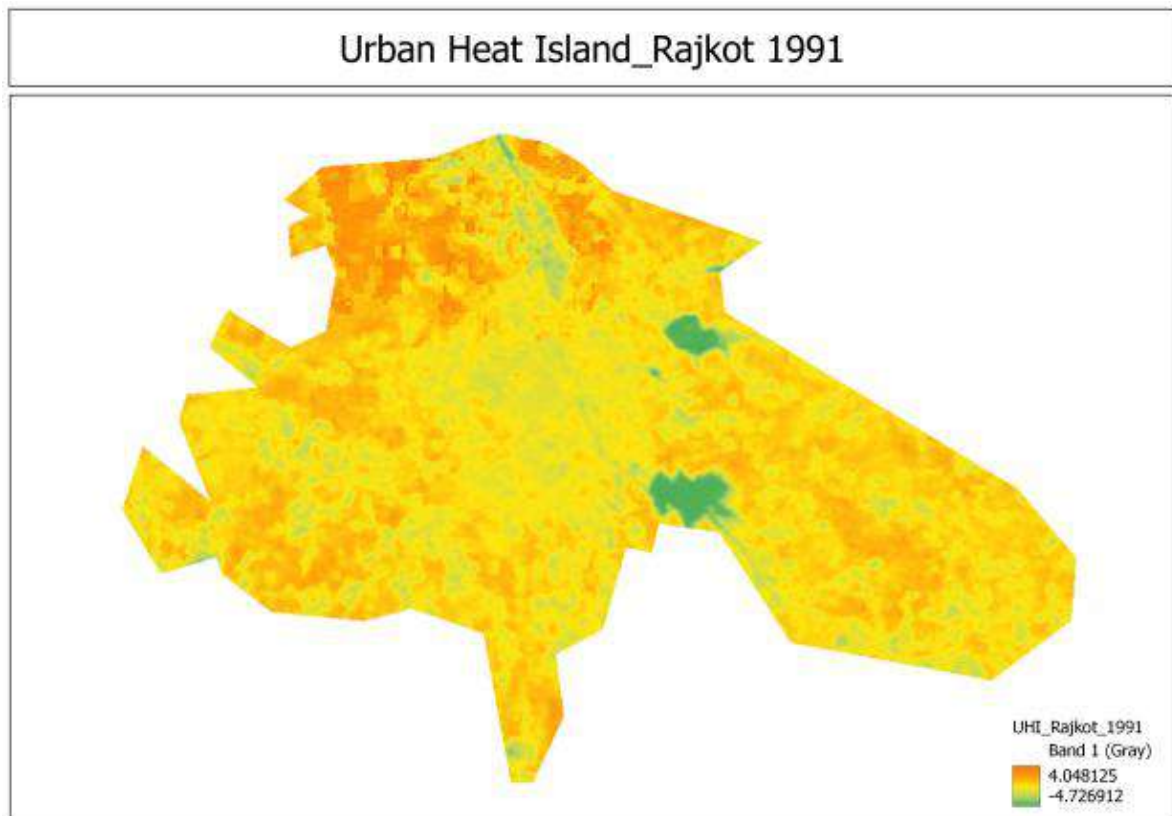 Urban Heat Island_Rajkot 1991
UHI_Rajkot_1991
Band 1 (Gray)
4.048125
-4.726912